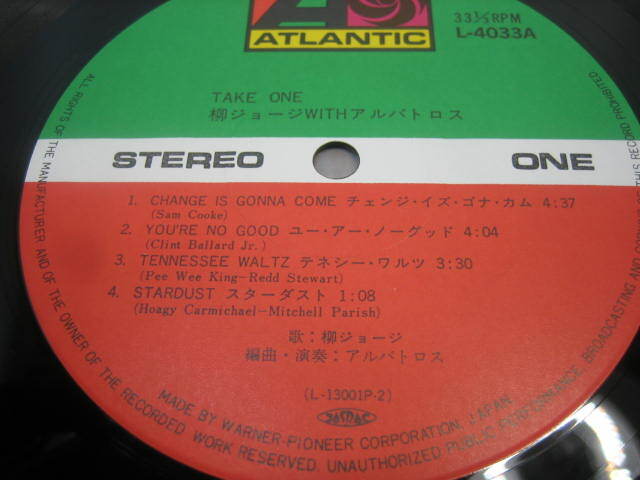 ATLANTIC
33⅓RPM
L-4033A
TAKE ONE
柳ジョージWITHアルバトロス
STEREO
ONE
1. CHANGE IS GONNA COME チェンジ・イズ・ゴナ・カム 4:37
(Sam Cooke)
2. YOU'RE NO GOOD ユー・アー・ノーグッド 4:04
(Clint Ballard Jr.)
3. TENNESSEE WALTZ テネシー・ワルツ 3:30
(Pee Wee King-Redd Stewart)
4. STARDUST スターダスト 1:08
(Hoagy Carmichael-Mitchell Parish)
歌:柳ジョージ
編曲・演奏:アルバトロス
(L-13001P-2)
JASRAC
MADE BY WARNER-PIONEER CORPORATION, JAPAN.
ALL RIGHTS OF THE MANUFACTURER AND OF THE OWNER OF THE RECORDED WORK RESERVED. UNAUTHORIZED PUBLIC PERFORMANCE, BROADCASTING AND OF THIS RECORD PROHIBITED